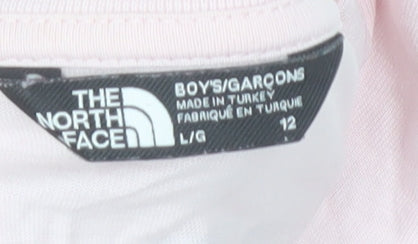 THE
NORTH
FACE
BOY'S/GARÇONS
MADE IN TURKEY
FABRIQUÉ EN TURQUIE
L/G 12